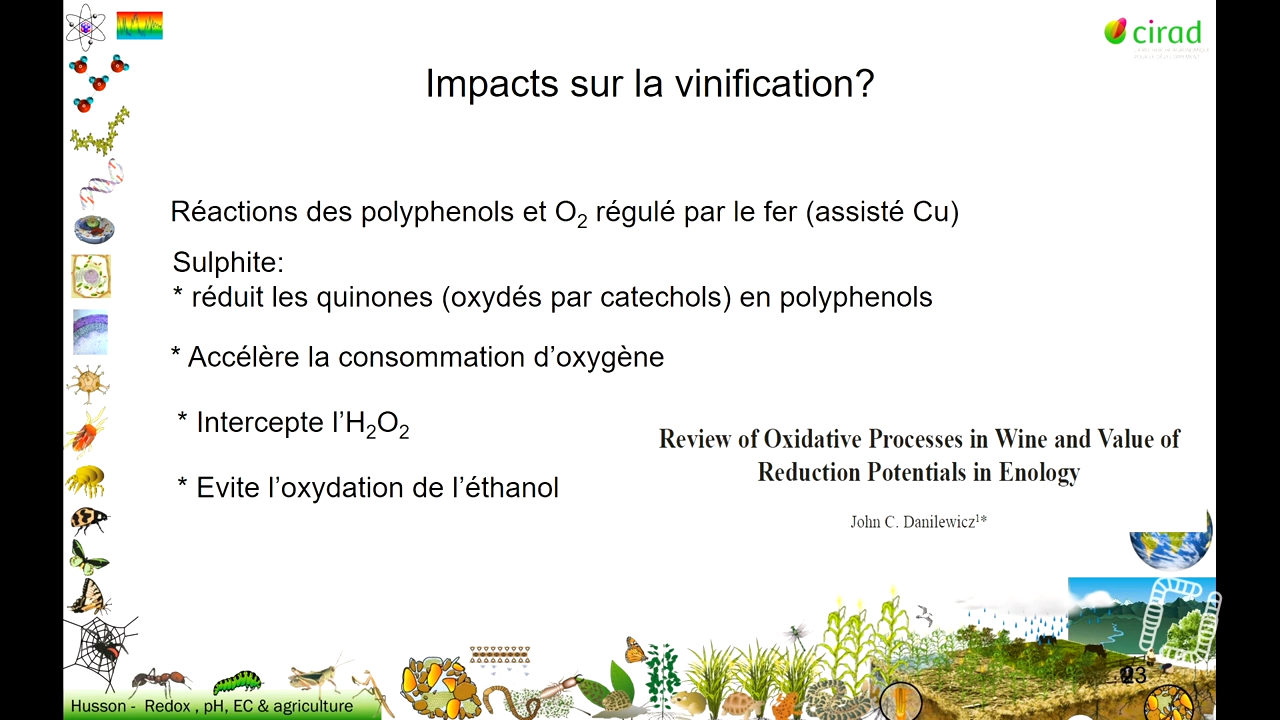 cirad
Impacts sur la vinification?
Réactions des polyphenols et O₂ régulé par le fer (assisté Cu)
Sulphite:
* réduit les quinones (oxydés par catechols) en polyphenols
* Accélère la consommation d’oxygène
* Intercepte l’H₂O₂
* Evite l’oxydation de l’éthanol
Review of Oxidative Processes in Wine and Value of
Reduction Potentials in Enology
John C. Danilewicz¹*
Husson - Redox , pH, EC & agriculture